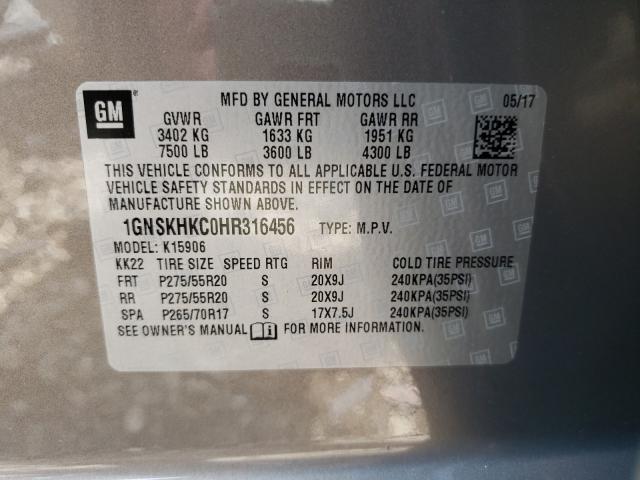 GM
MFD BY GENERAL MOTORS LLC 05/17
GVWR GAWR FRT GAWR RR
3402 KG 1633 KG 1951 KG
7500 LB 3600 LB 4300 LB
THIS VEHICLE CONFORMS TO ALL APPLICABLE U.S. FEDERAL MOTOR
VEHICLE SAFETY STANDARDS IN EFFECT ON THE DATE OF
MANUFACTURE SHOWN ABOVE.
1GNSKHKC0HR316456 TYPE: M.P.V.
MODEL: K15906
KK22 TIRE SIZE SPEED RTG RIM COLD TIRE PRESSURE
FRT P275/55R20 S 20X9J 240KPA(35PSI)
RR P275/55R20 S 20X9J 240KPA(35PSI)
SPA P265/70R17 S 17X7.5J 240KPA(35PSI)
SEE OWNER'S MANUAL FOR MORE INFORMATION.